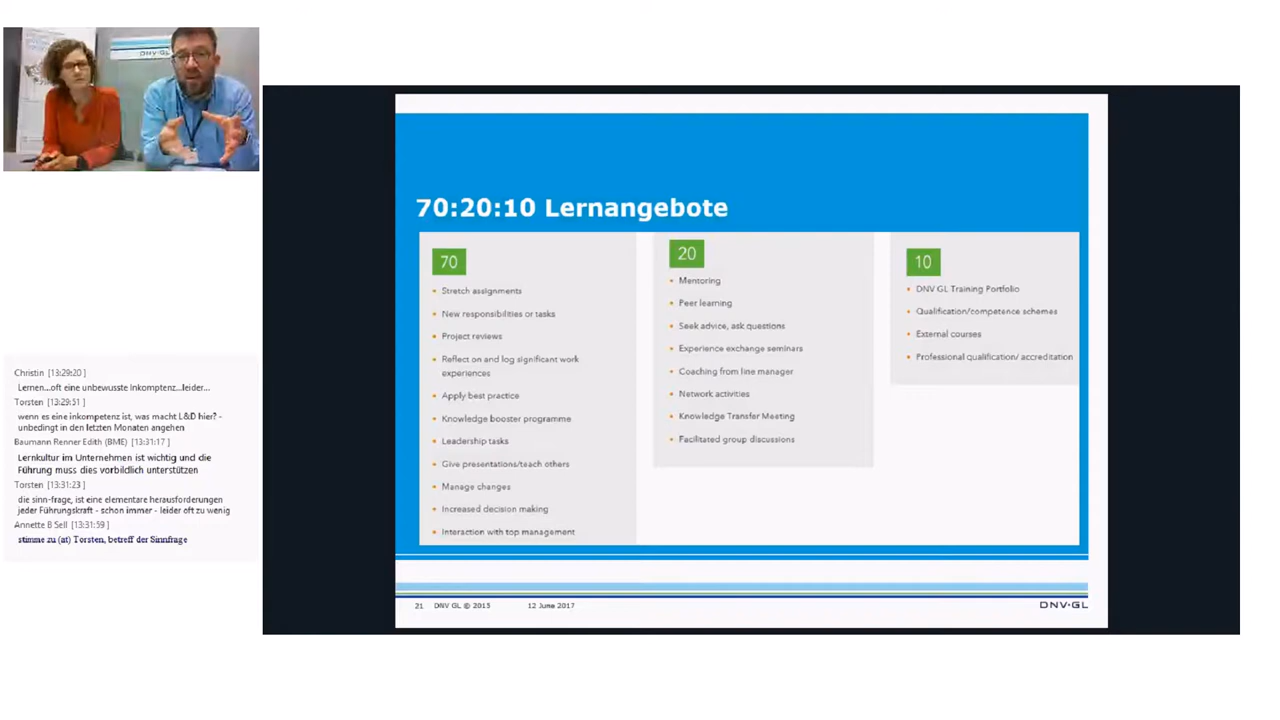 DNV·GL
70:20:10 Lernangebote
70
• Stretch assignments
• New responsibilities or tasks
• Project reviews
• Reflect on and log significant work
experiences
• Apply best practice
• Knowledge booster programme
• Leadership tasks
• Give presentations/teach others
• Manage changes
• Increased decision making
• Interaction with top management
20
• Mentoring
• Peer learning
• Seek advice, ask questions
• Experience exchange seminars
• Coaching from line manager
• Network activities
• Knowledge Transfer Meeting
• Facilitated group discussions
10
• DNV GL Training Portfolio
• Qualification/competence schemes
• External courses
• Professional qualification/ accreditation
21 DNV GL © 2015 12 June 2017
DNV·GL
Christin [13:29:20 ]
Lernen...oft eine unbewusste Inkomptenz...leider...
Torsten [13:29:51 ]
wenn es eine inkompetenz ist, was macht L&D hier? -
unbedingt in den letzten Monaten angehen
Baumann Renner Edith (BME) [13:31:17 ]
Lernkultur im Unternehmen ist wichtig und die
Führung muss dies vorbildlich unterstützen
Torsten [13:31:23 ]
die sinn-frage, ist eine elementare herausforderungen
jeder Führungskraft - schon immer - leider oft zu wenig
Annette B Sell [13:31:59 ]
stimme zu (at) Torsten, betreff der Sinnfrage